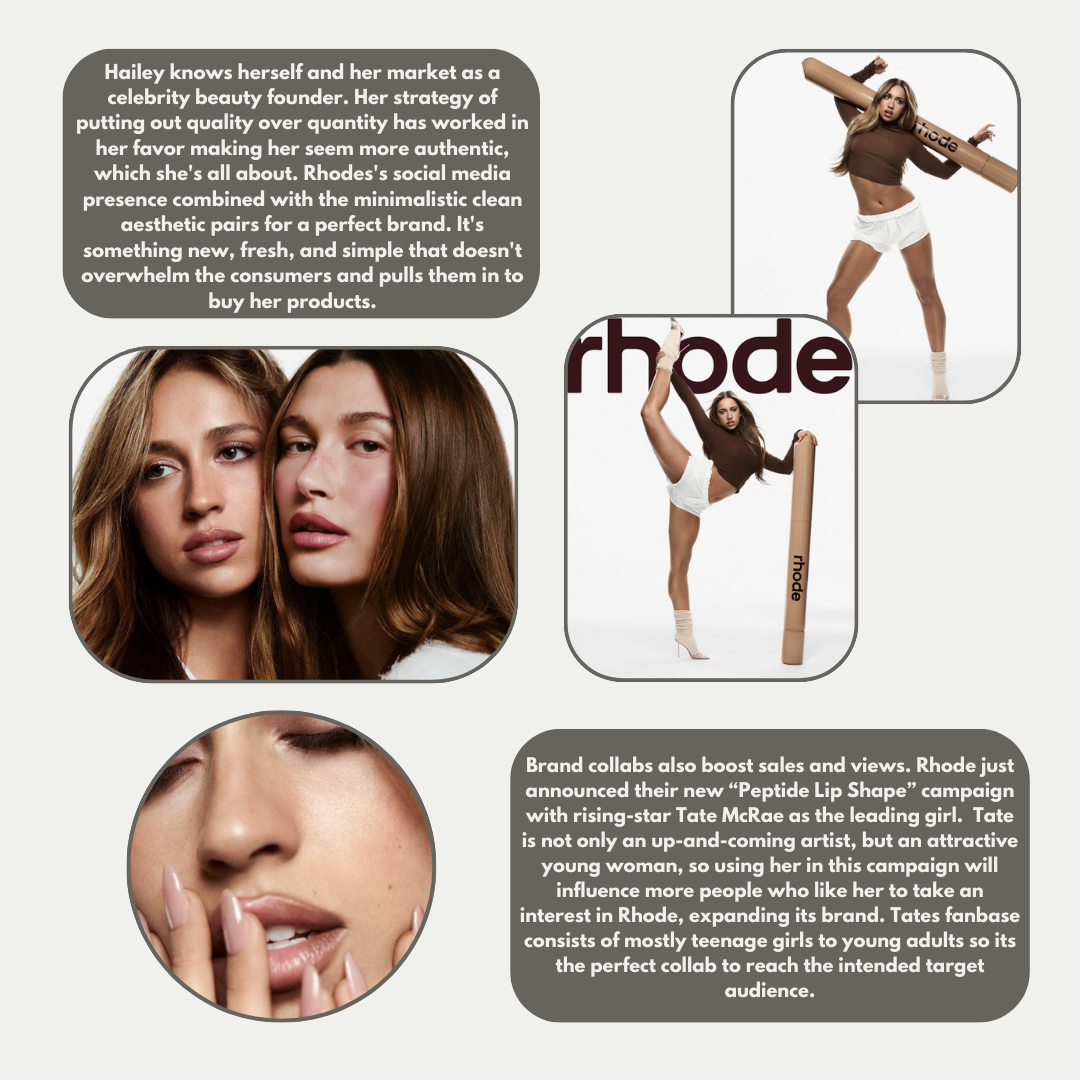 Hailey knows herself and her market as a
celebrity beauty founder. Her strategy of
putting out quality over quantity has worked in
her favor making her seem more authentic,
which she's all about. Rhodes's social media
presence combined with the minimalistic clean
aesthetic pairs for a perfect brand. It's
something new, fresh, and simple that doesn't
overwhelm the consumers and pulls them in to
buy her products.
rhode
rhode
rhode
Brand collabs also boost sales and views. Rhode just
announced their new “Peptide Lip Shape” campaign
with rising-star Tate McRae as the leading girl.  Tate
is not only an up-and-coming artist, but an attractive
young woman, so using her in this campaign will
influence more people who like her to take an
interest in Rhode, expanding its brand. Tates fanbase
consists of mostly teenage girls to young adults so its
the perfect collab to reach the intended target
audience.